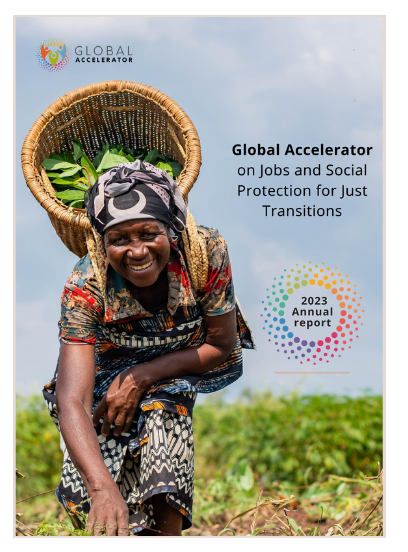 GLOBAL
ACCELERATOR
Global Accelerator
on Jobs and Social
Protection for Just
Transitions
2023
Annual
report